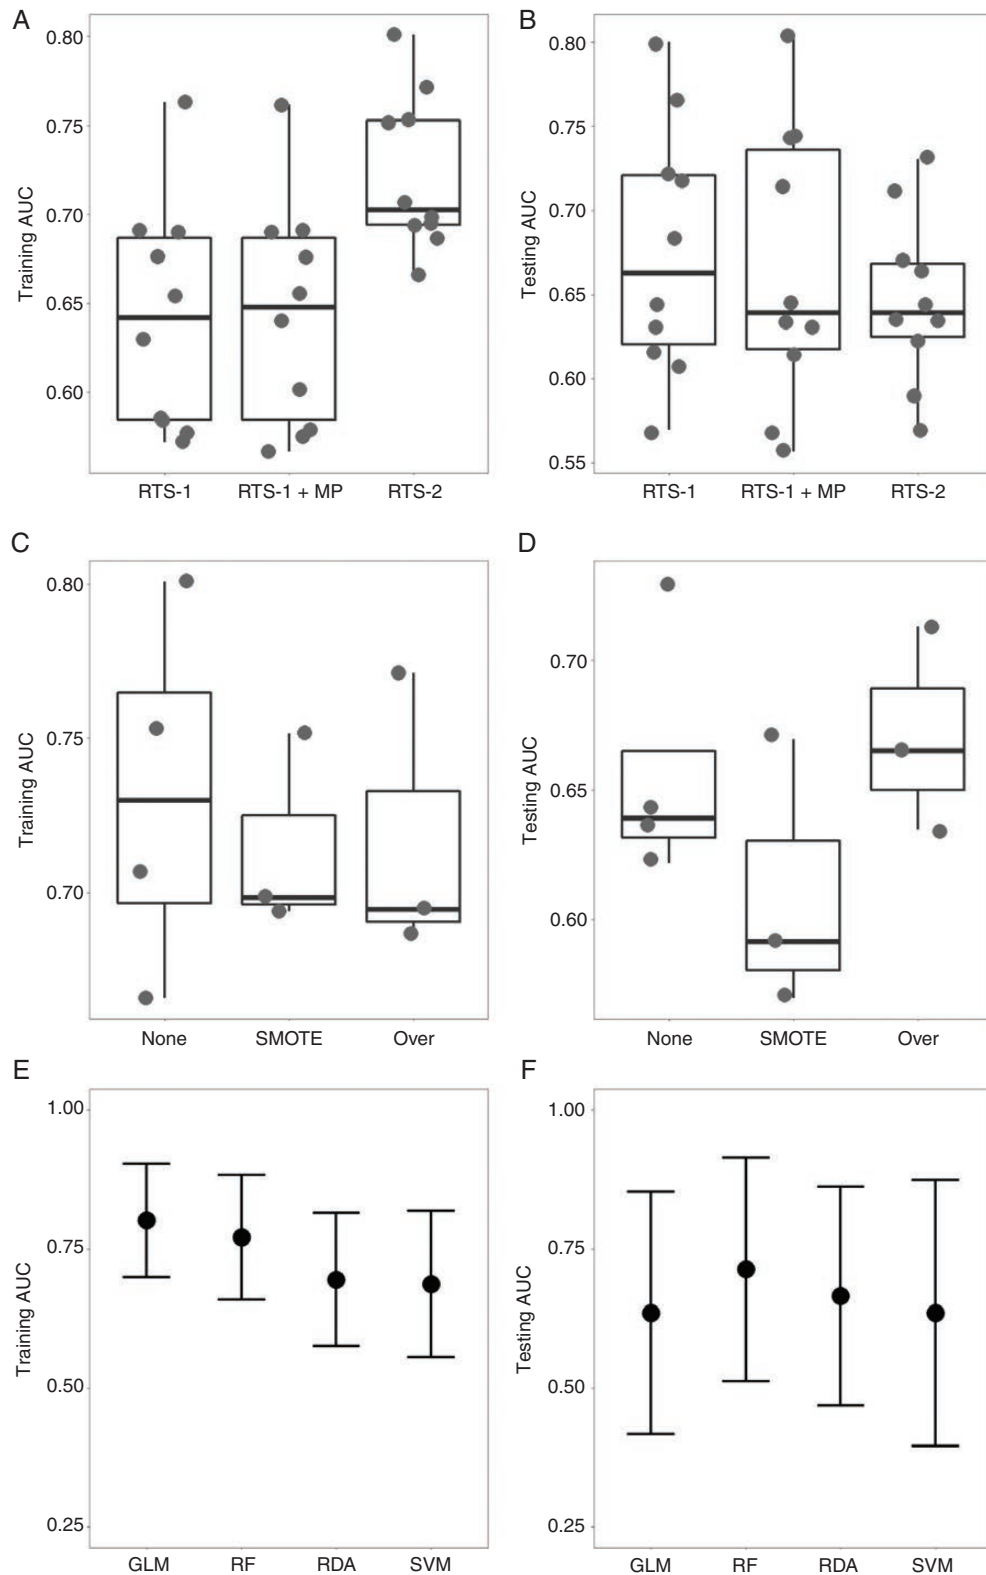 A
0.80
0.75
0.70
0.65
0.60
Training AUC
RTS-1 RTS-1 + MP RTS-2
B
0.80
0.75
0.70
0.65
0.60
0.55
Testing AUC
RTS-1 RTS-1 + MP RTS-2
C
0.80
0.75
0.70
Training AUC
None SMOTE Over
D
0.70
0.65
0.60
Testing AUC
None SMOTE Over
E
1.00
0.75
0.50
0.25
Training AUC
GLM RF RDA SVM
F
1.00
0.75
0.50
0.25
Testing AUC
GLM RF RDA SVM